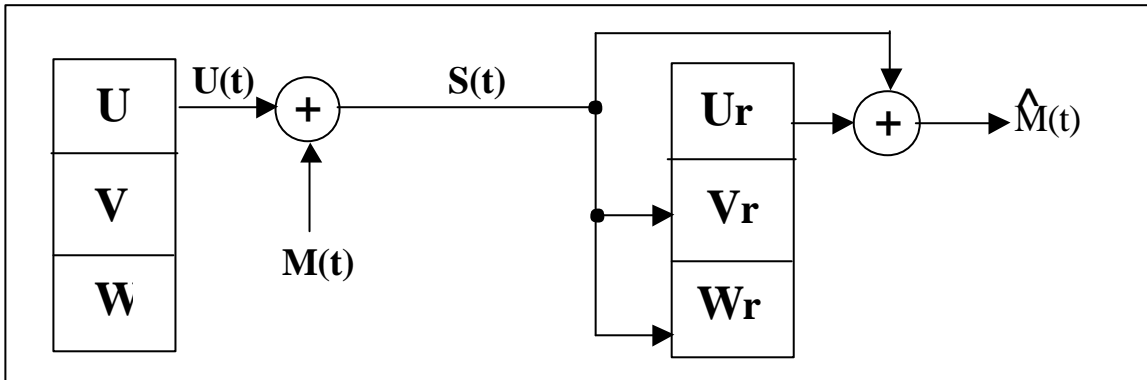 U
U(t)
+
S(t)
M(t)
V
W
Ur
+
M̂(t)
Vr
Wr